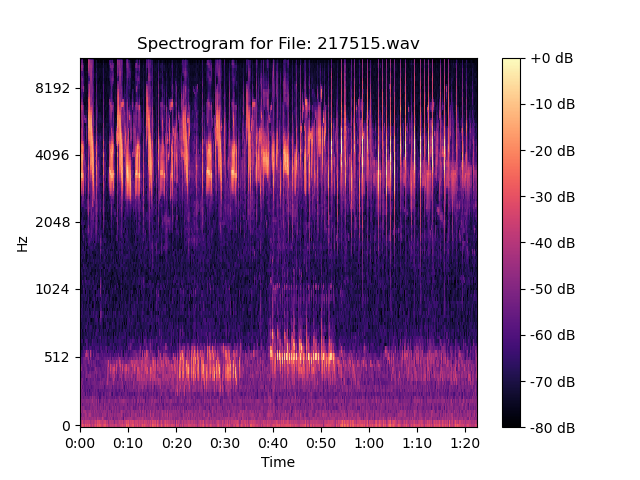 Spectrogram for File: 217515.wav
Hz
8192
4096
2048
1024
512
0
0:00 0:10 0:20 0:30 0:40 0:50 1:00 1:10 1:20
Time
+0 dB
-10 dB
-20 dB
-30 dB
-40 dB
-50 dB
-60 dB
-70 dB
-80 dB